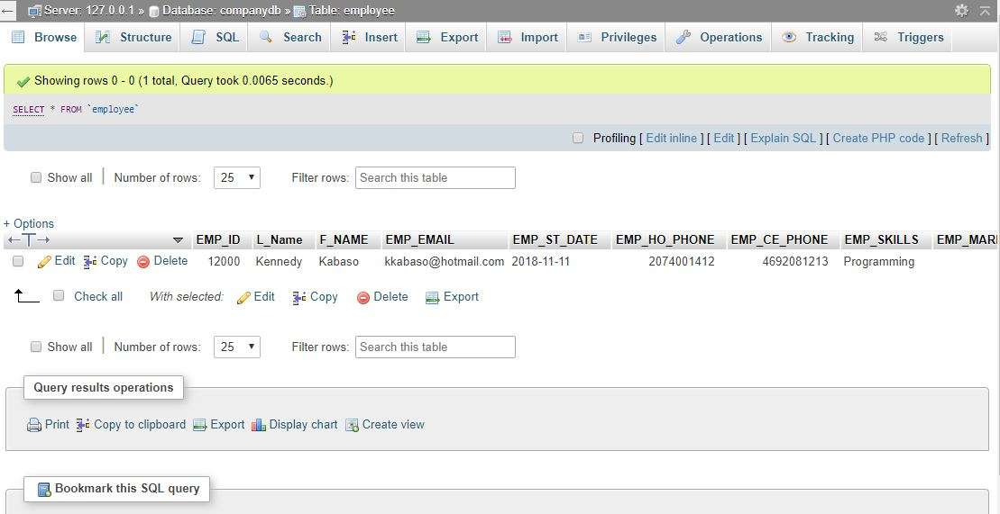 Server: 127.0.0.1 » Database: companydb » Table: employee
Browse Structure SQL Search Insert Export Import Privileges Operations Tracking Triggers
Showing rows 0 - 0 (1 total, Query took 0.0065 seconds.)
SELECT * FROM `employee`
Profiling [ Edit inline ] [ Edit ] [ Explain SQL ] [ Create PHP code ] [ Refresh ]
Show all Number of rows: 25 Filter rows: Search this table
+ Options
EMP_ID L_Name F_NAME EMP_EMAIL EMP_ST_DATE EMP_HO_PHONE EMP_CE_PHONE EMP_SKILLS EMP_MARI
Edit Copy Delete 12000 Kennedy Kabaso kkabaso@hotmail.com 2018-11-11 2074001412 4692081213 Programming
Check all With selected: Edit Copy Delete Export
Show all Number of rows: 25 Filter rows: Search this table
Query results operations
Print Copy to clipboard Export Display chart Create view
Bookmark this SQL query